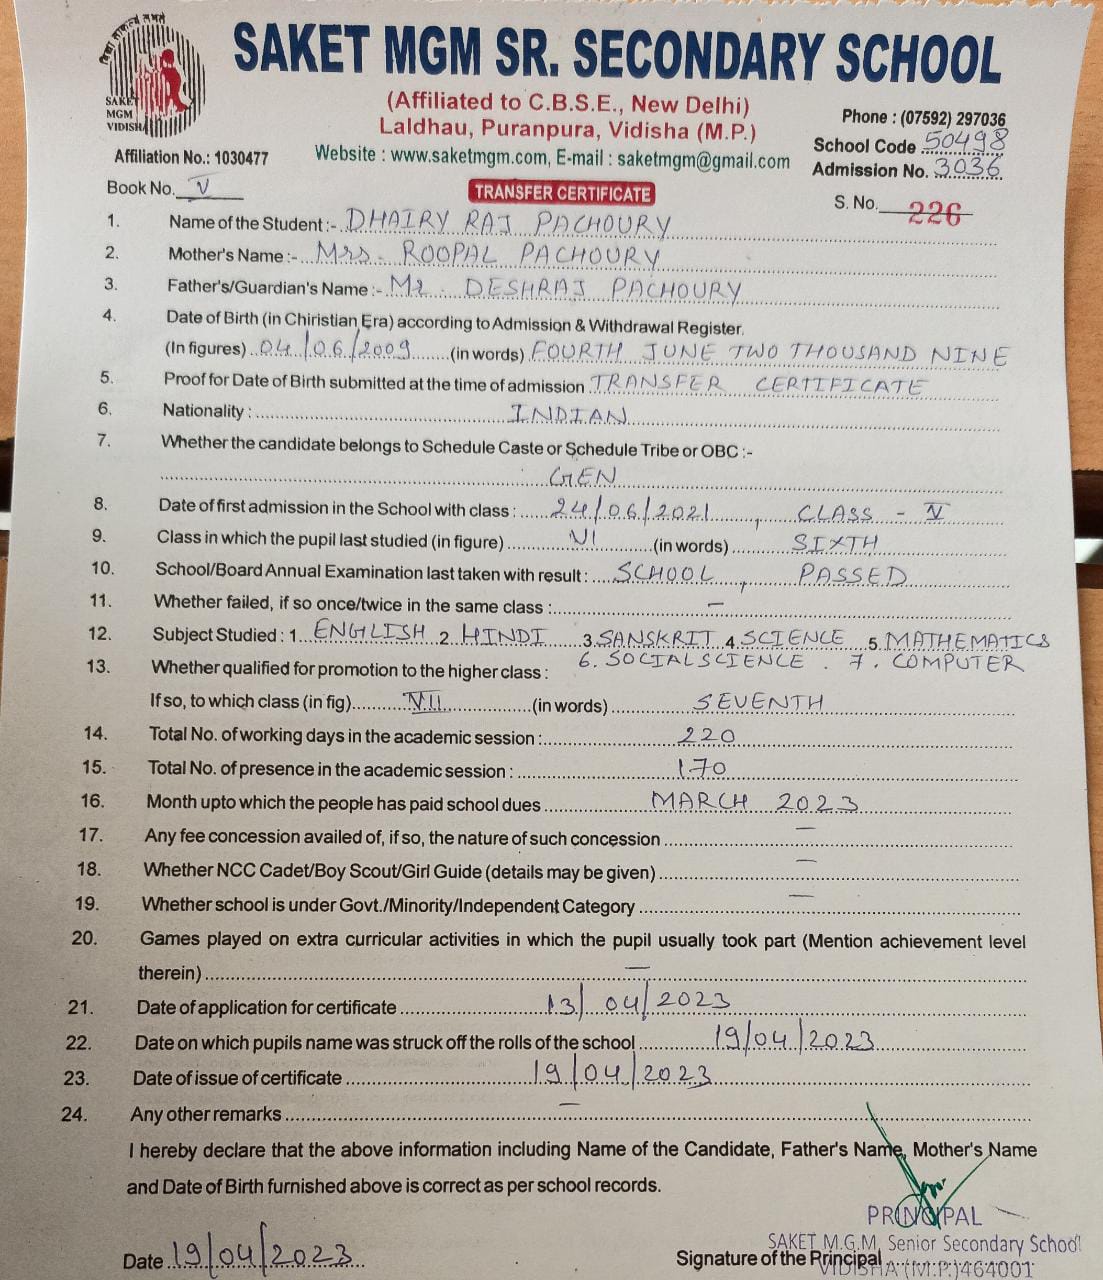 SAKET MGM SR. SECONDARY SCHOOL
SAKET
MGM
VIDISHA
(Affiliated to C.B.S.E., New Delhi)
Laldhau, Puranpura, Vidisha (M.P.)
Phone : (07592) 297036
School Code 50498
Affiliation No.: 1030477
Website : www.saketmgm.com, E-mail : saketmgm@gmail.com
Admission No. 3036
Book No. V
TRANSFER CERTIFICATE
S. No. 226
1. Name of the Student :- DHAIRY RAJ PACHOURY
2. Mother's Name :- Mrs. ROOPAL PACHOURY
3. Father's/Guardian's Name :- Mr. DESHRAJ PACHOURY
4. Date of Birth (in Chiristian Era) according to Admission & Withdrawal Register.
(In figures) 04/06/2009 (in words) FOURTH JUNE TWO THOUSAND NINE
5. Proof for Date of Birth submitted at the time of admission TRANSFER CERTIFICATE
6. Nationality : INDIAN
7. Whether the candidate belongs to Schedule Caste or Schedule Tribe or OBC :-
GEN
8. Date of first admission in the School with class : 24/06/2021, CLASS - V
9. Class in which the pupil last studied (in figure) VI (in words) SIXTH
10. School/Board Annual Examination last taken with result : SCHOOL, PASSED
11. Whether failed, if so once/twice in the same class : —
12. Subject Studied : 1. ENGLISH 2. HINDI 3. SANSKRIT 4. SCIENCE 5. MATHEMATICS
6. SOCIAL SCIENCE . 7. COMPUTER
13. Whether qualified for promotion to the higher class :
If so, to which class (in fig) VII (in words) SEVENTH
14. Total No. of working days in the academic session : 220
15. Total No. of presence in the academic session : 170
16. Month upto which the people has paid school dues MARCH 2023
17. Any fee concession availed of, if so, the nature of such concession —
18. Whether NCC Cadet/Boy Scout/Girl Guide (details may be given) —
19. Whether school is under Govt./Minority/Independent Category —
20. Games played on extra curricular activities in which the pupil usually took part (Mention achievement level
therein) —
21. Date of application for certificate 13/04/2023
22. Date on which pupils name was struck off the rolls of the school 19/04/2023
23. Date of issue of certificate 19/04/2023
24. Any other remarks —
I hereby declare that the above information including Name of the Candidate, Father's Name, Mother's Name
and Date of Birth furnished above is correct as per school records.
PRINCIPAL
SAKET M.G.M. Senior Secondary School
Date 19/04/2023 Signature of the Principal
VIDISHA (M.P.) 464001